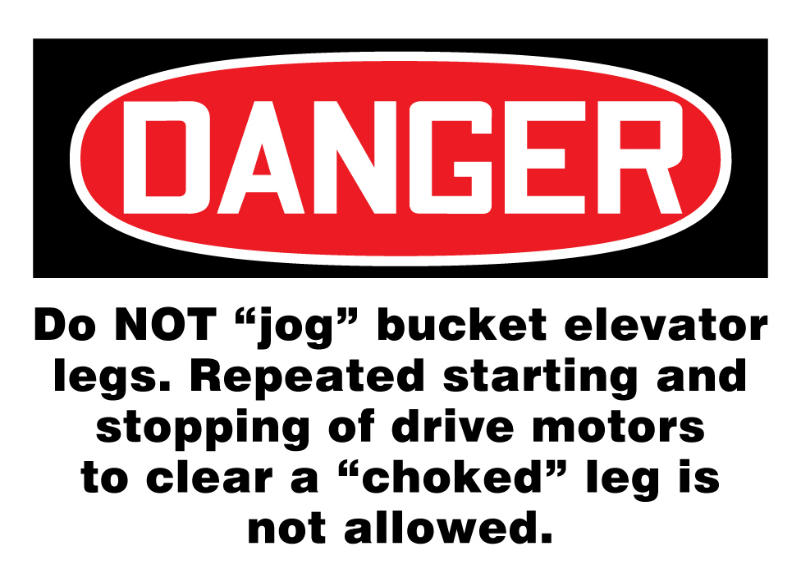 DANGER
Do NOT “jog” bucket elevator
legs. Repeated starting and
stopping of drive motors
to clear a “choked” leg is
not allowed.